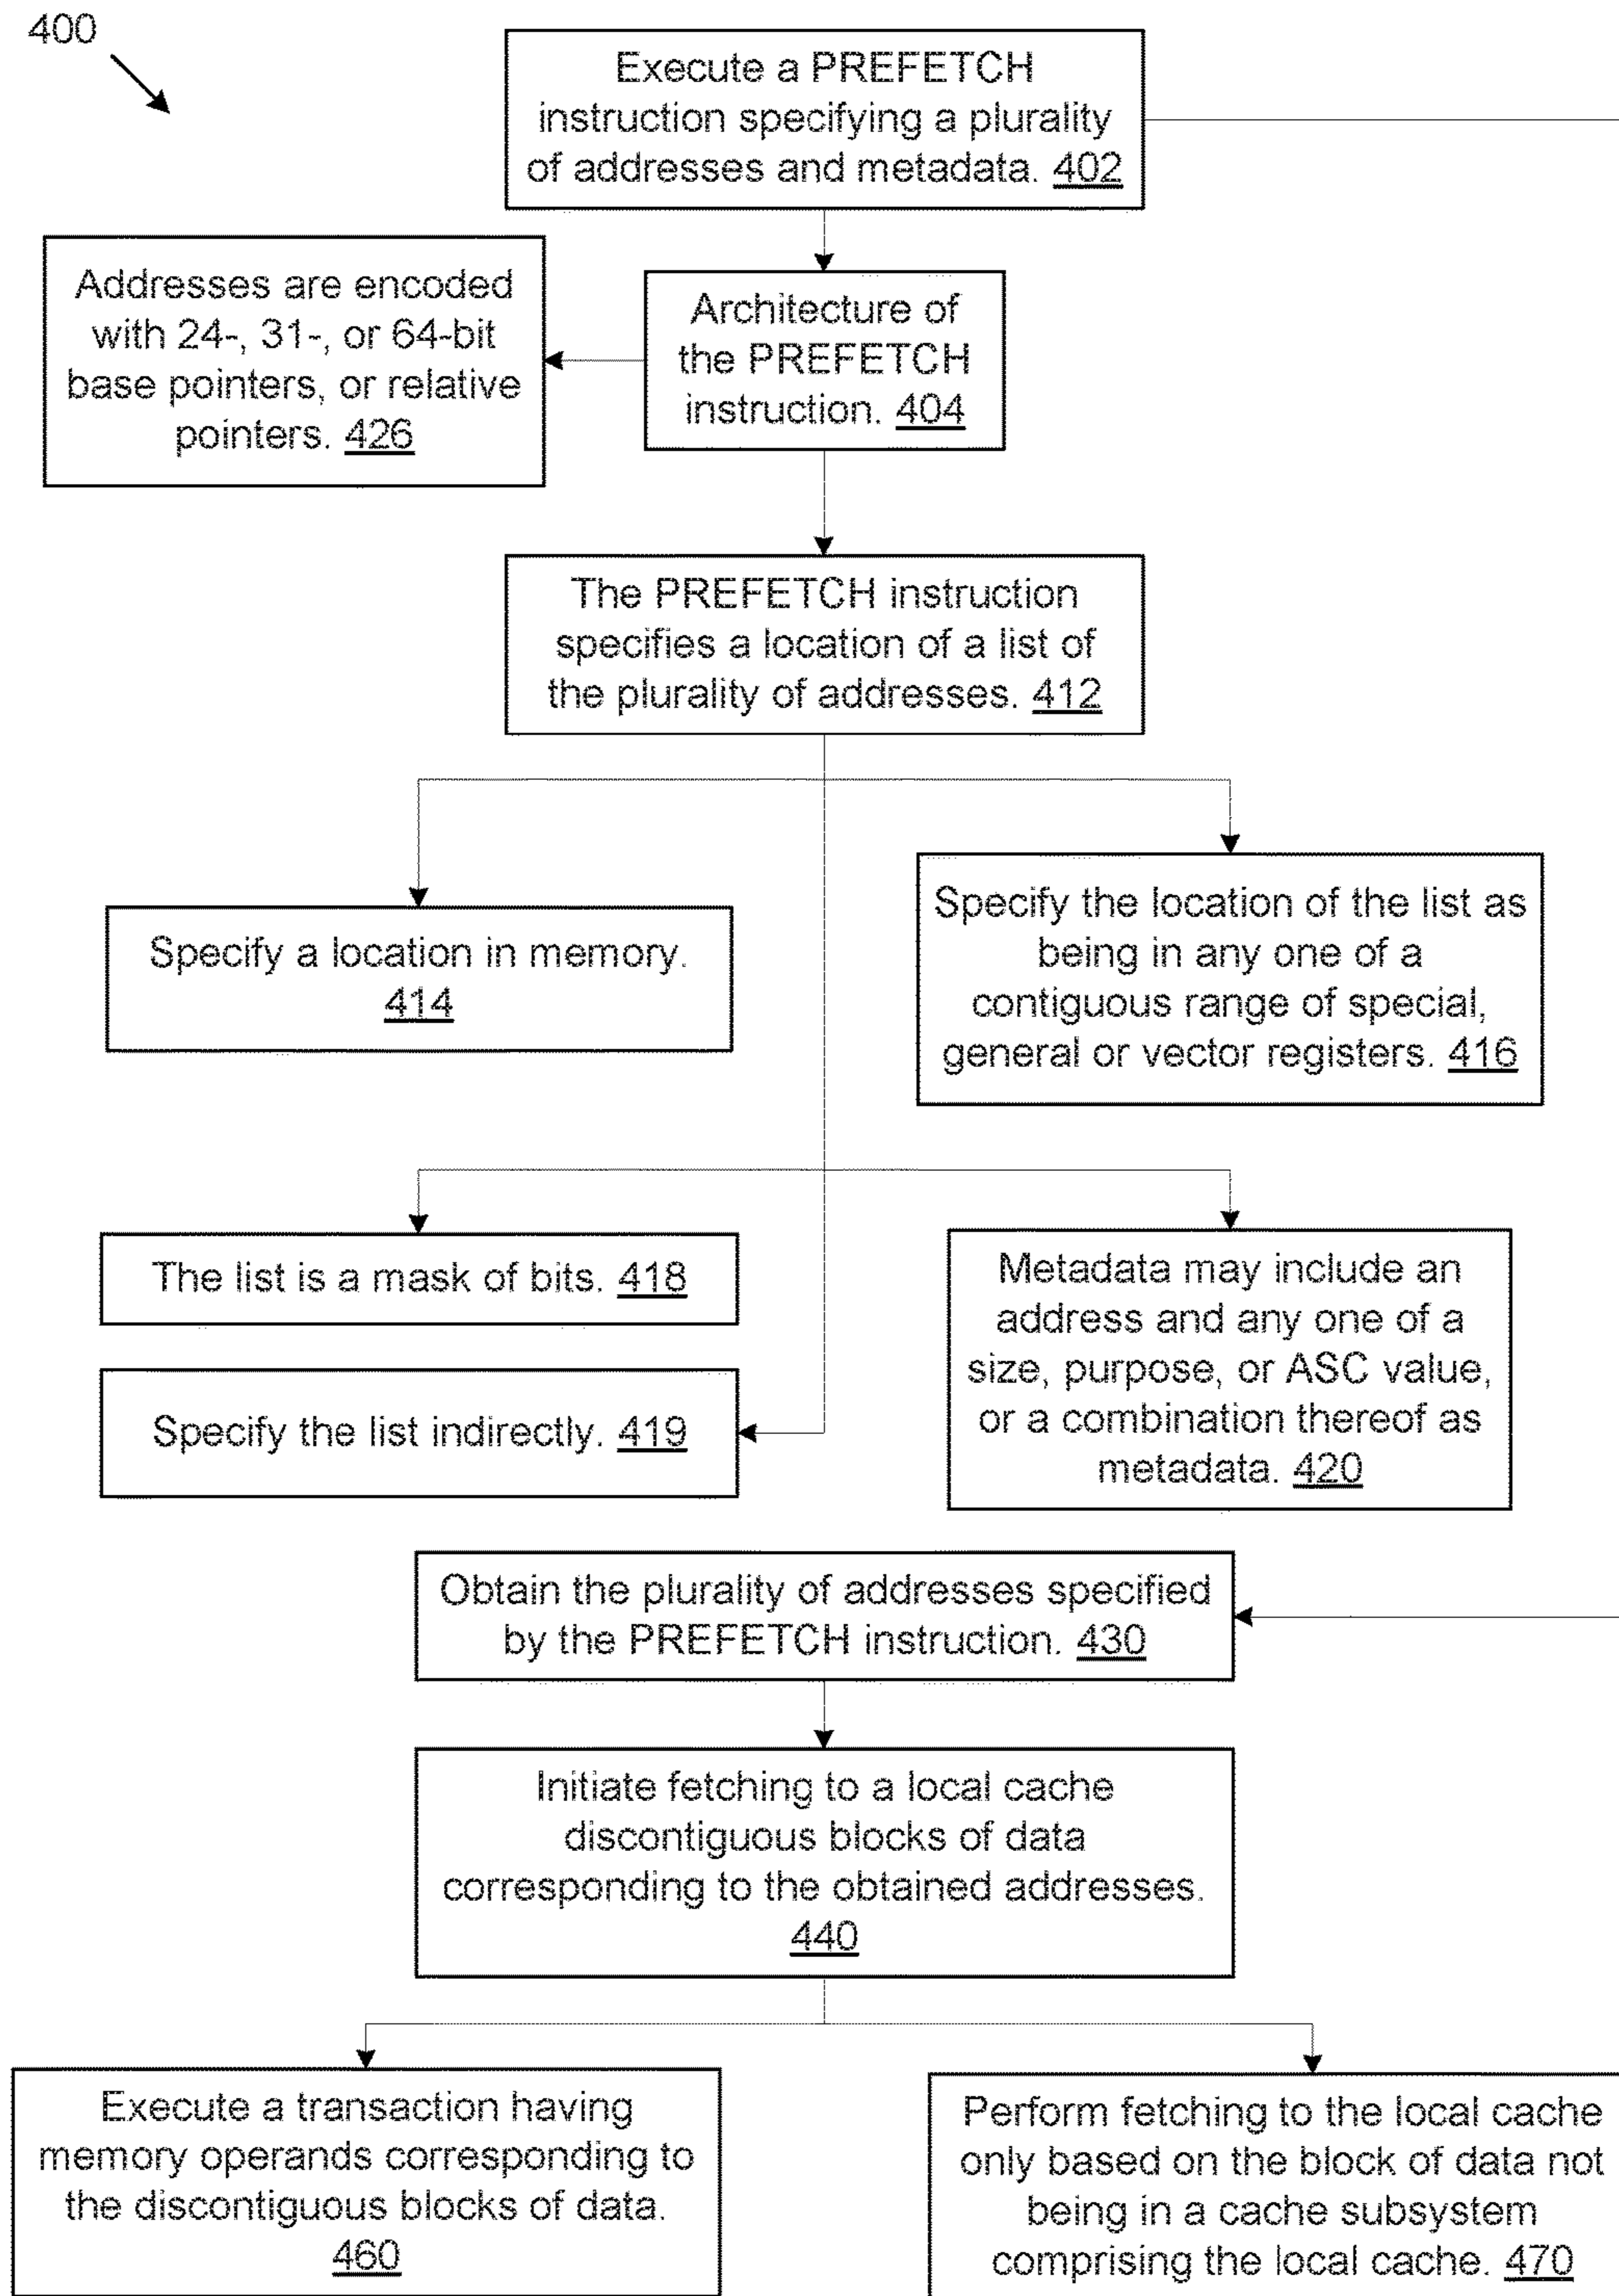 400
Execute a PREFETCH
instruction specifying a plurality
of addresses and metadata. 402
Addresses are encoded
with 24-, 31-, or 64-bit
base pointers, or relative
pointers. 426
Architecture of
the PREFETCH
instruction. 404
The PREFETCH instruction
specifies a location of a list of
the plurality of addresses. 412
Specify a location in memory.
414
Specify the location of the list as
being in any one of a
contiguous range of special,
general or vector registers. 416
The list is a mask of bits. 418
Specify the list indirectly. 419
Metadata may include an
address and any one of a
size, purpose, or ASC value,
or a combination thereof as
metadata. 420
Obtain the plurality of addresses specified
by the PREFETCH instruction. 430
Initiate fetching to a local cache
discontiguous blocks of data
corresponding to the obtained addresses.
440
Execute a transaction having
memory operands corresponding to
the discontiguous blocks of data.
460
Perform fetching to the local cache
only based on the block of data not
being in a cache subsystem
comprising the local cache. 470